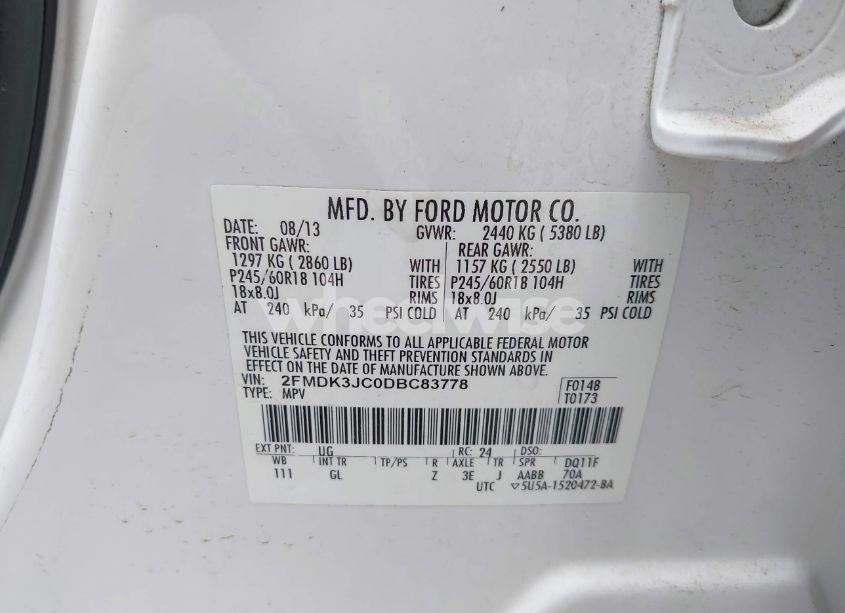 MFD. BY FORD MOTOR CO.
DATE: 08/13 GVWR: 2440 KG ( 5380 LB)
FRONT GAWR: REAR GAWR:
1297 KG ( 2860 LB) WITH 1157 KG ( 2550 LB) WITH
P245/60R18 104H TIRES P245/60R18 104H TIRES
18x8.0J RIMS 18x8.0J RIMS
AT 240 kPa/ 35 PSI COLD AT 240 kPa/ 35 PSI COLD
wheelwise
THIS VEHICLE CONFORMS TO ALL APPLICABLE FEDERAL MOTOR
VEHICLE SAFETY AND THEFT PREVENTION STANDARDS IN
EFFECT ON THE DATE OF MANUFACTURE SHOWN ABOVE.
VIN: 2FMDK3JC0DBC83778 F0148
TYPE: MPV T0173
EXT PNT: UG RC: 24 DSO:
WB INT TR TP/PS R AXLE TR SPR DQ11F
111 GL Z 3E J AABB 70A
UTC ▽5U5A-1520472-BA